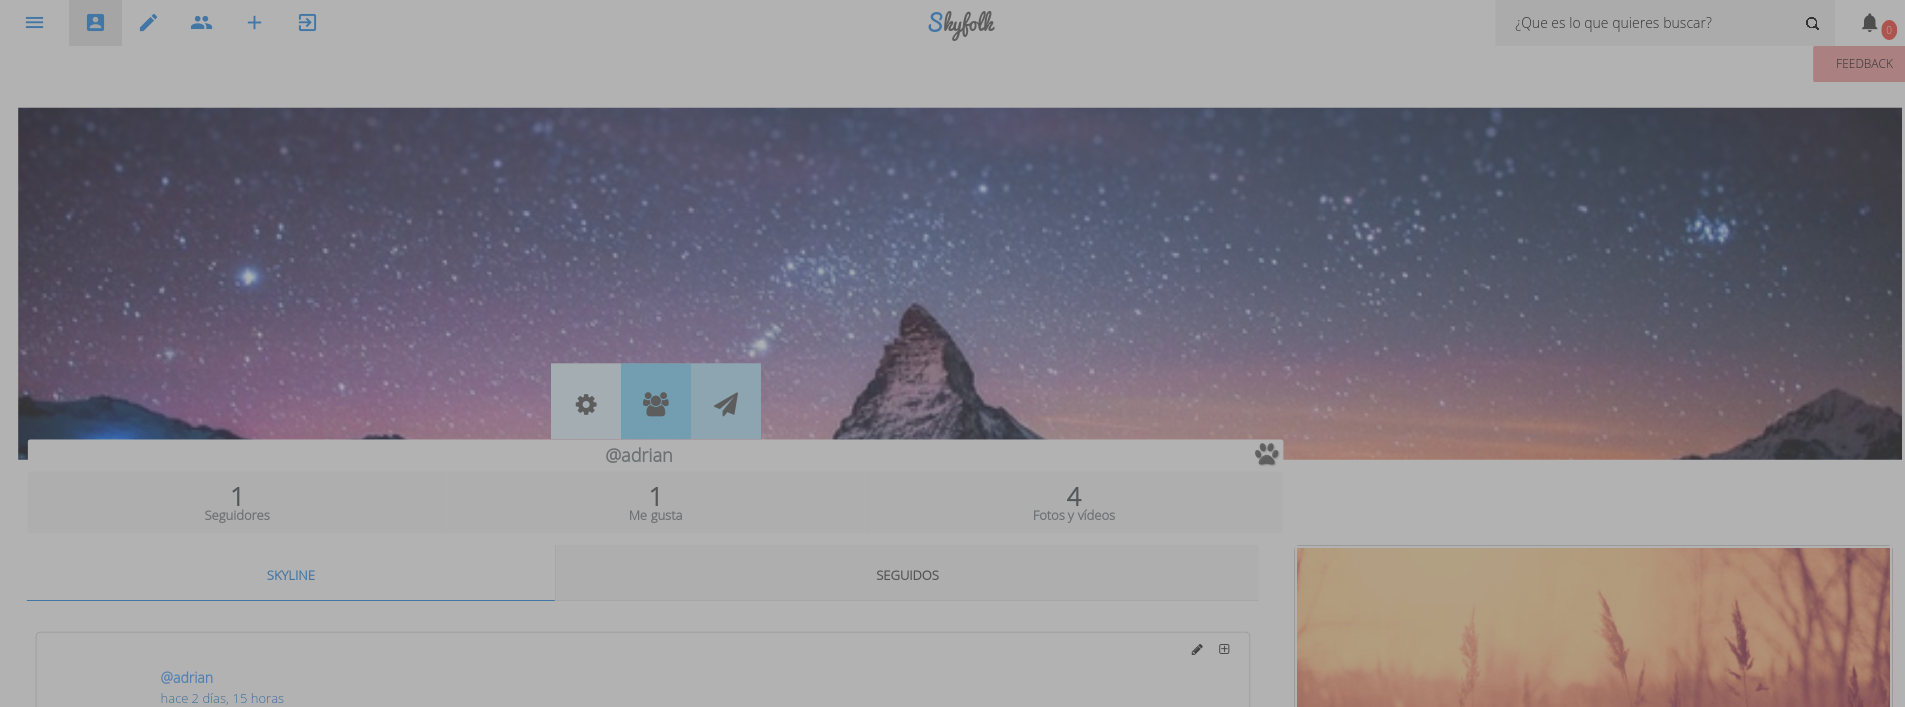 Skyfolk
¿Que es lo que quieres buscar?
0
FEEDBACK
@adrian
1
Seguidores
1
Me gusta
4
Fotos y vídeos
SKYLINE
SEGUIDOS
@adrian
hace 2 días, 15 horas